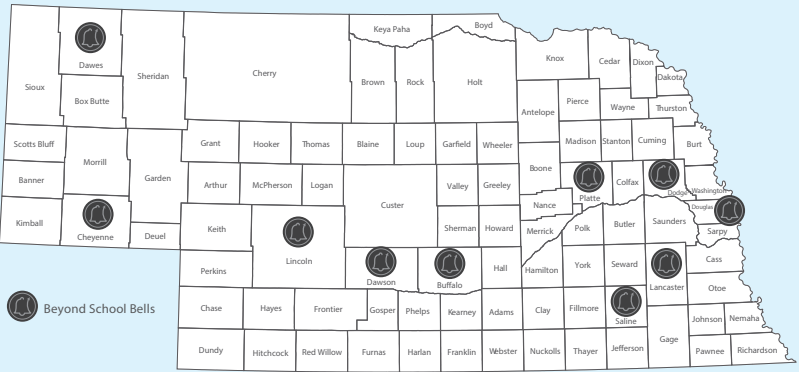 Keya Paha
Boyd
Dawes
Sioux
Sheridan
Cherry
Box Butte
Brown
Rock
Holt
Knox
Cedar
Dixon
Dakota
Antelope
Pierce
Wayne
Thurston
Scotts Bluff
Morrill
Garden
Grant
Hooker
Thomas
Blaine
Loup
Garfield
Wheeler
Madison
Stanton
Cuming
Burt
Banner
Arthur
McPherson
Logan
Custer
Valley
Greeley
Boone
Platte
Colfax
Dodge
Washington
Kimball
Cheyenne
Deuel
Keith
Lincoln
Sherman
Howard
Nance
Merrick
Polk
Butler
Saunders
Douglas
Sarpy
Perkins
Dawson
Buffalo
Hall
Hamilton
York
Seward
Lancaster
Cass
Otoe
Beyond School Bells
Chase
Hayes
Frontier
Gosper
Phelps
Kearney
Adams
Clay
Fillmore
Saline
Johnson
Nemaha
Dundy
Hitchcock
Red Willow
Furnas
Harlan
Franklin
Webster
Nuckolls
Thayer
Jefferson
Gage
Pawnee
Richardson